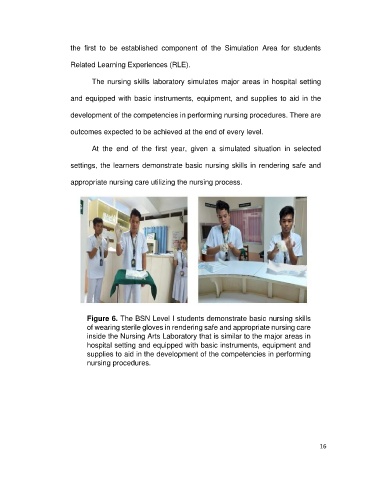 the first to be established component of the Simulation Area for students
Related Learning Experiences (RLE).
The nursing skills laboratory simulates major areas in hospital setting
and equipped with basic instruments, equipment, and supplies to aid in the
development of the competencies in performing nursing procedures. There are
outcomes expected to be achieved at the end of every level.
At the end of the first year, given a simulated situation in selected
settings, the learners demonstrate basic nursing skills in rendering safe and
appropriate nursing care utilizing the nursing process.
Figure 6. The BSN Level I students demonstrate basic nursing skills
of wearing sterile gloves in rendering safe and appropriate nursing care
inside the Nursing Arts Laboratory that is similar to the major areas in
hospital setting and equipped with basic instruments, equipment and
supplies to aid in the development of the competencies in performing
nursing procedures.
16